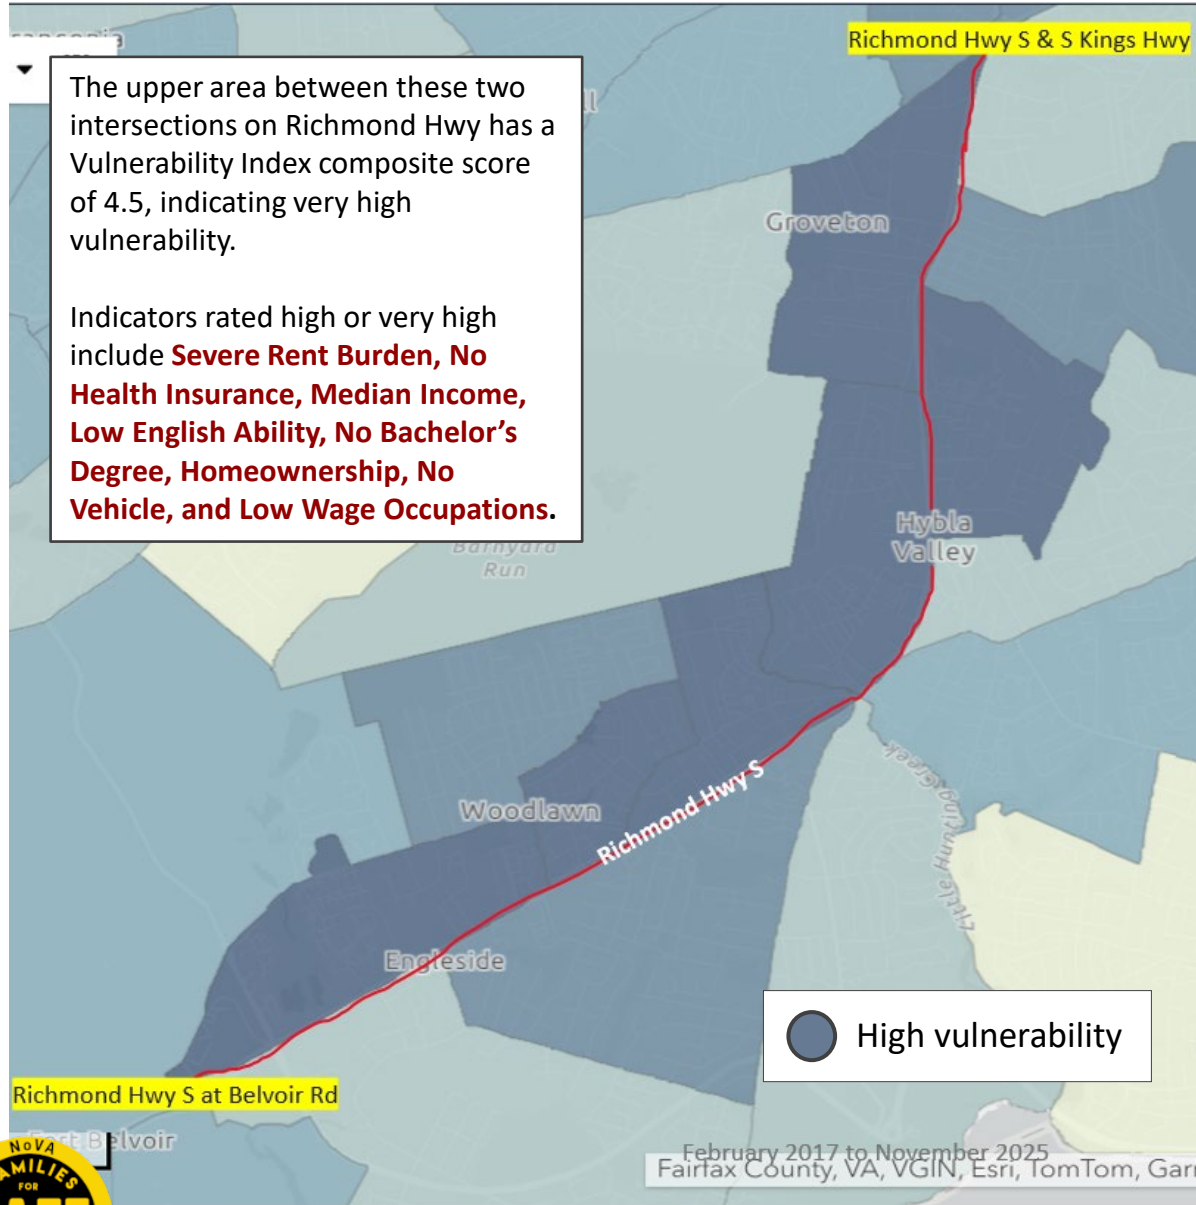 Richmond Hwy S & S Kings Hwy
The upper area between these two
intersections on Richmond Hwy has a
Vulnerability Index composite score
of 4.5, indicating very high
vulnerability.
Indicators rated high or very high
include Severe Rent Burden, No
Health Insurance, Median Income,
Low English Ability, No Bachelor’s
Degree, Homeownership, No
Vehicle, and Low Wage Occupations.
Groveton
Hybla
Valley
Run
Little Hunting Creek
Richmond Hwy S
Woodlawn
Engleside
High vulnerability
Richmond Hwy S at Belvoir Rd
Belvoir
NoVA
FOR
February 2017 to November 2025
Fairfax County, VA, VGIN, Esri, TomTom,